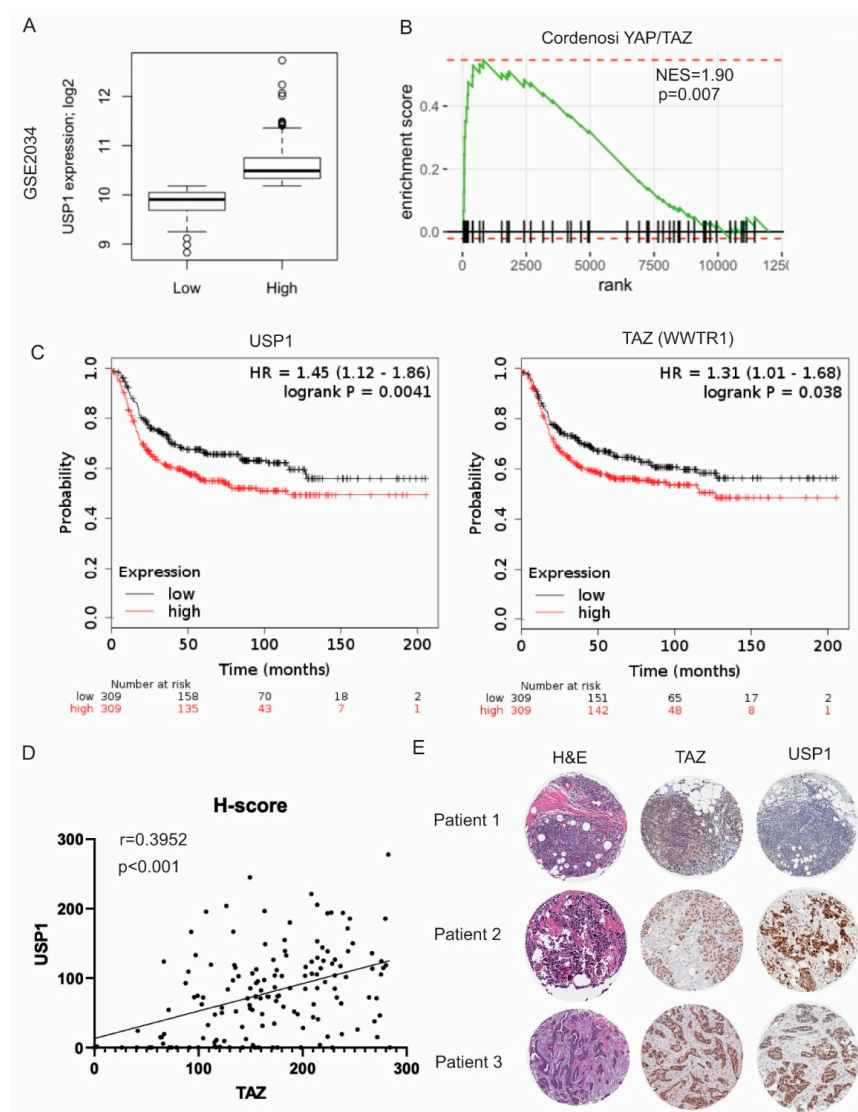 A
GSE2034
USP1 expression; log2
12
11
10
9
Low
High
B
Cordenosi YAP/TAZ
NES=1.90
p=0.007
enrichment score
0.4
0.2
0.0
0
2500
5000
7500
10000
1250
rank
C
USP1
HR = 1.45 (1.12 - 1.86)
logrank P = 0.0041
Probability
1.0
0.8
0.6
0.4
0.2
0.0
Expression
low
high
0 50 100 150 200
Time (months)
Number at risk
low 309 158 70 18 2
high 309 135 43 7 1
TAZ (WWTR1)
HR = 1.31 (1.01 - 1.68)
logrank P = 0.038
Probability
1.0
0.8
0.6
0.4
0.2
0.0
Expression
low
high
0 50 100 150 200
Time (months)
Number at risk
low 309 151 65 17 2
high 309 142 48 8 1
D
H-score
r=0.3952
p<0.001
USP1
300
200
100
0
0 100 200 300
TAZ
E
H&E TAZ USP1
Patient 1
Patient 2
Patient 3